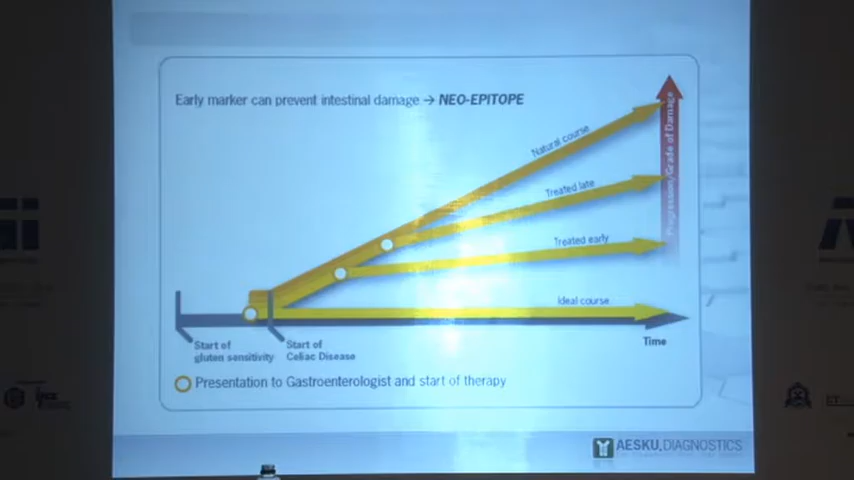 Early marker can prevent intestinal damage → NEO-EPITOPE
Natural course
Treated late
Treated early
Ideal course
Progression/Grade of Damage
Start of
gluten sensitivity
Start of
Celiac Disease
Time
Presentation to Gastroenterologist and start of therapy
AESKU.DIAGNOSTICS